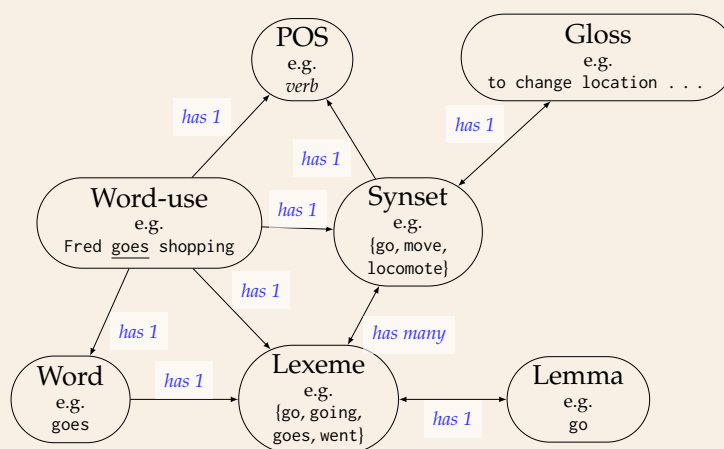 POS
e.g.
verb
Gloss
e.g.
to change location . . .
has 1
has 1
has 1
Word-use
e.g.
Fred goes shopping
has 1
Synset
e.g.
{go, move,
locomote}
has 1
has 1
has many
Word
e.g.
goes
has 1
Lexeme
e.g.
{go, going,
goes, went}
has 1
Lemma
e.g.
go